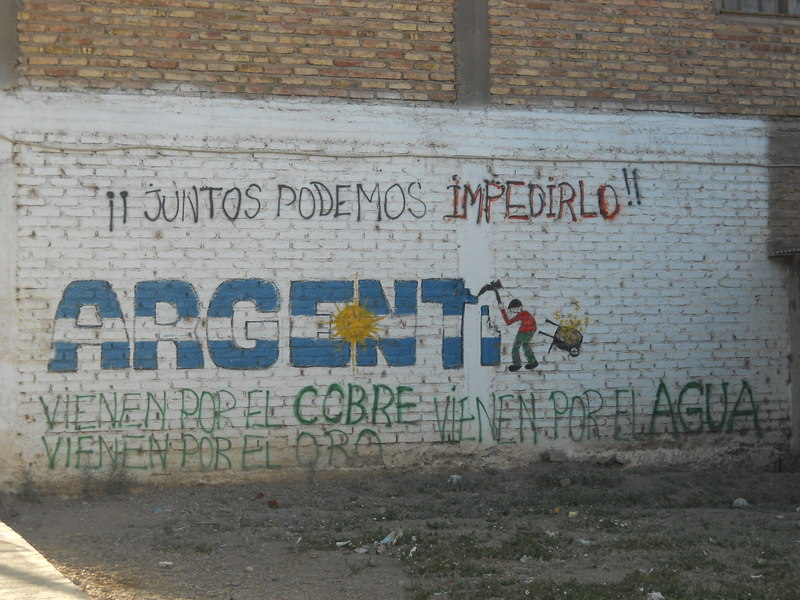 ¡¡ JUNTOS PODEMOS IMPEDIRLO!!
ARGENTI
VIENEN POR EL COBRE VIENEN POR EL AGUA
VIENEN POR EL ORO